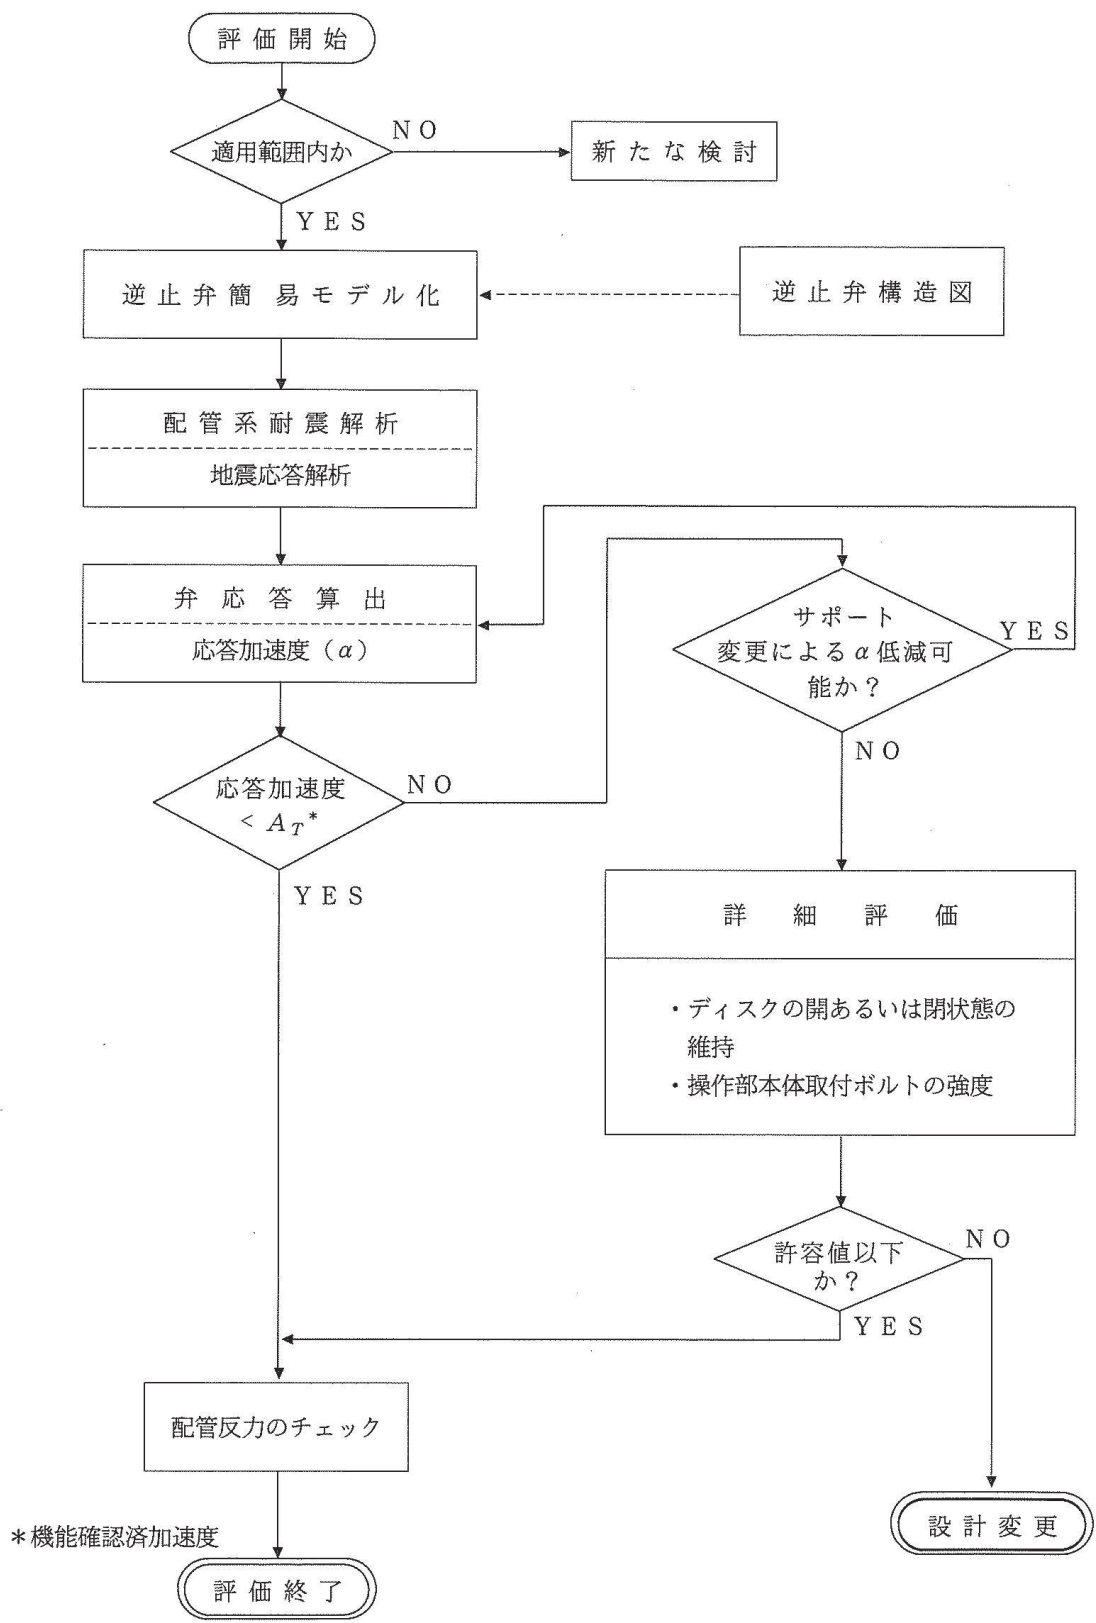 評価開始
適用範囲内か
NO
新たな検討
YES
逆止弁簡易モデル化
逆止弁構造図
配管系耐震解析
地震応答解析
弁応答算出
応答加速度(α)
サポート
変更によるα低減可
能か?
YES
NO
応答加速度
< A_T*
NO
YES
詳細評価
・ディスクの開あるいは閉状態の
維持
・操作部本体取付ボルトの強度
許容値以下
か?
NO
YES
配管反力のチェック
設計変更
*機能確認済加速度
評価終了